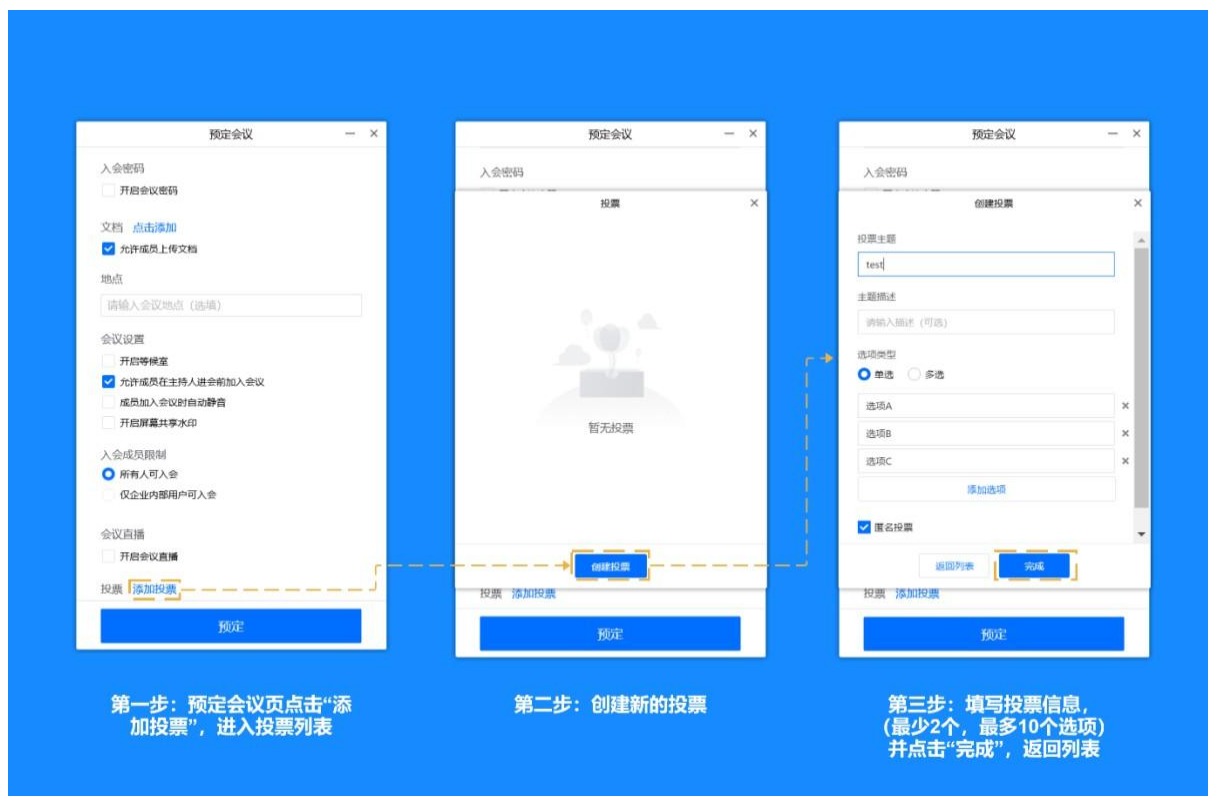 预定会议
入会密码
开启会议密码
文档 点击添加
允许成员上传文档
地点
请输入会议地点（选填）
会议设置
开启等候室
允许成员在主持人进会前加入会议
成员加入会议时自动静音
开启屏幕共享水印
入会成员限制
所有人可入会
仅企业内部用户可入会
会议直播
开启会议直播
投票 添加投票
预定
第一步：预定会议页点击“添
加投票”，进入投票列表
预定会议
入会密码
投票
暂无投票
创建投票
投票 添加投票
预定
第二步：创建新的投票
预定会议
入会密码
创建投票
投票主题
test
主题描述
请输入描述（可选）
选项类型
单选 多选
选项A
选项B
选项C
添加选项
匿名投票
返回列表 完成
投票 添加投票
预定
第三步：填写投票信息，
(最少2个，最多10个选项)
并点击“完成”，返回列表